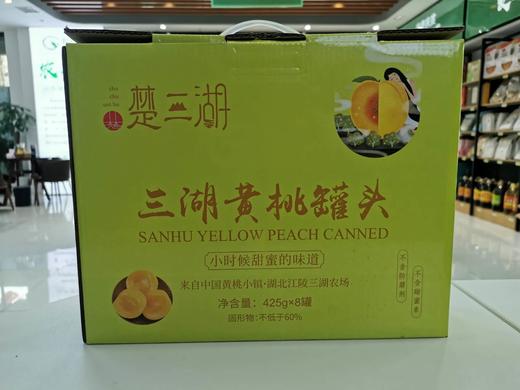 chu
chu
san hu
楚三湖
三湖黄桃罐头
SANHU YELLOW PEACH CANNED
小时候甜蜜的味道
来自中国黄桃小镇·湖北江陵三湖农场
净含量：425g×8罐
固形物：不低于60%
不含防腐剂
不含甜蜜素